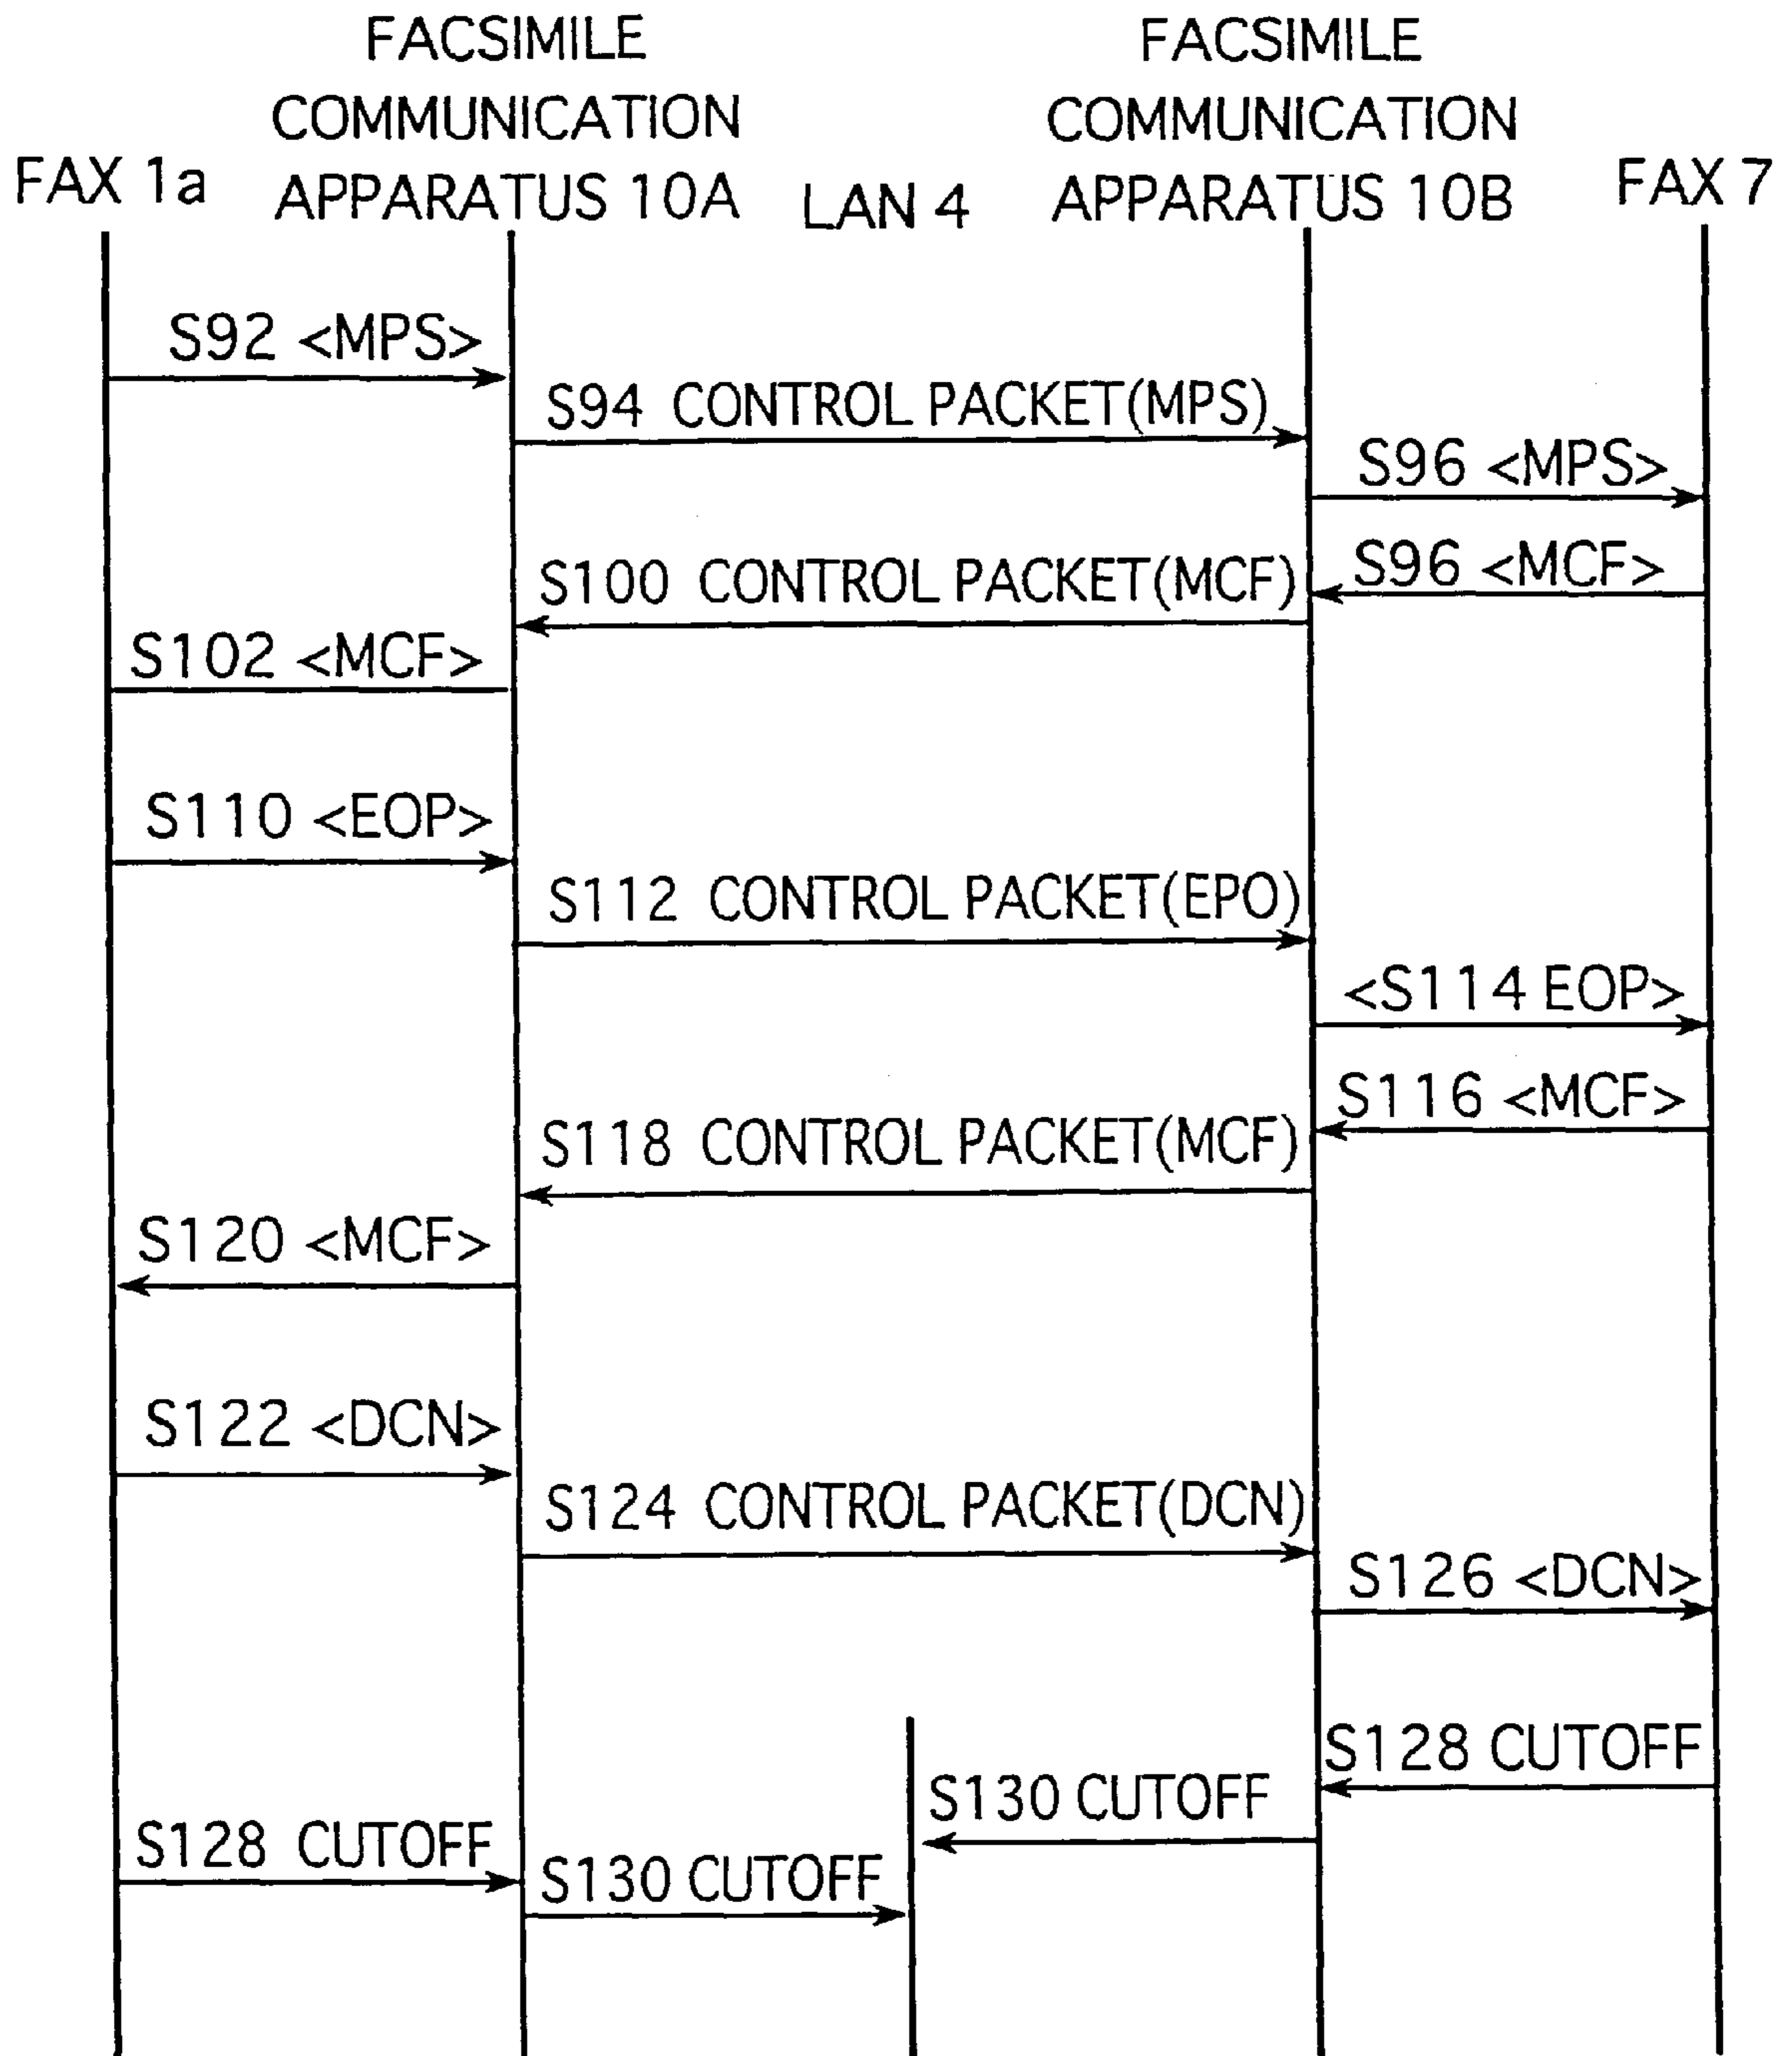 FACSIMILE
COMMUNICATION
APPARATUS 10A
FACSIMILE
COMMUNICATION
APPARATUS 10B
FAX 1a
LAN 4
FAX 7
S92 <MPS>
S94 CONTROL PACKET(MPS)
S96 <MPS>
S96 <MCF>
S100 CONTROL PACKET(MCF)
S102 <MCF>
S110 <EOP>
S112 CONTROL PACKET(EPO)
<S114 EOP>
S116 <MCF>
S118 CONTROL PACKET(MCF)
S120 <MCF>
S122 <DCN>
S124 CONTROL PACKET(DCN)
S126 <DCN>
S128 CUTOFF
S130 CUTOFF
S128 CUTOFF
S130 CUTOFF